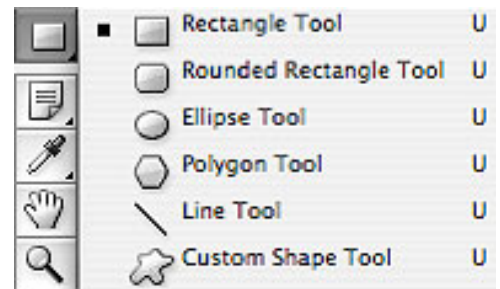 Rectangle Tool U
Rounded Rectangle Tool U
Ellipse Tool U
Polygon Tool U
Line Tool U
Custom Shape Tool U